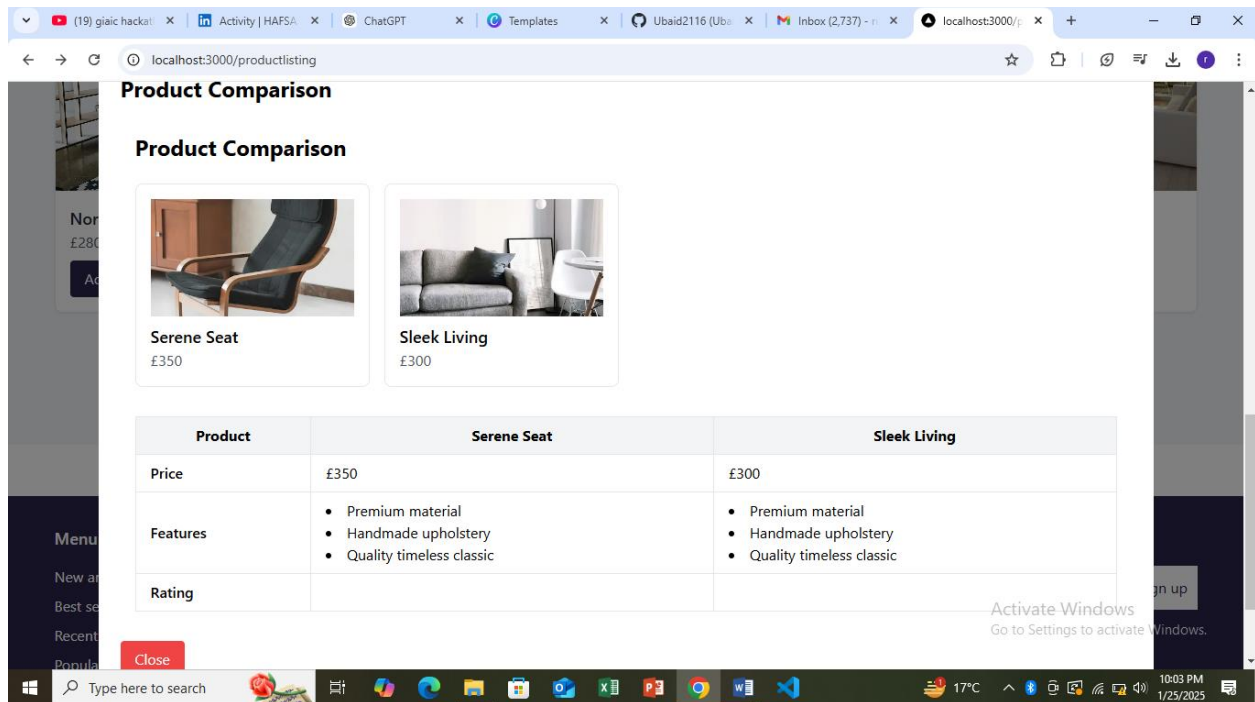 (19) giaic hackat
Activity | HAFSA
ChatGPT
Templates
Ubaid2116 (Uba
Inbox (2,737) - r
localhost:3000/p
localhost:3000/productlisting
r
Product Comparison
Product Comparison
Serene Seat
£350
Sleek Living
£300
Nor
£280
Ad
Product Serene Seat Sleek Living
Price £350 £300
Features
• Premium material
• Handmade upholstery
• Quality timeless classic
• Premium material
• Handmade upholstery
• Quality timeless classic
Rating
Close
Menu
New ar
Best se
Recent
Popula
gn up
Activate Windows
Go to Settings to activate Windows.
Type here to search
17°C
10:03 PM
1/25/2025